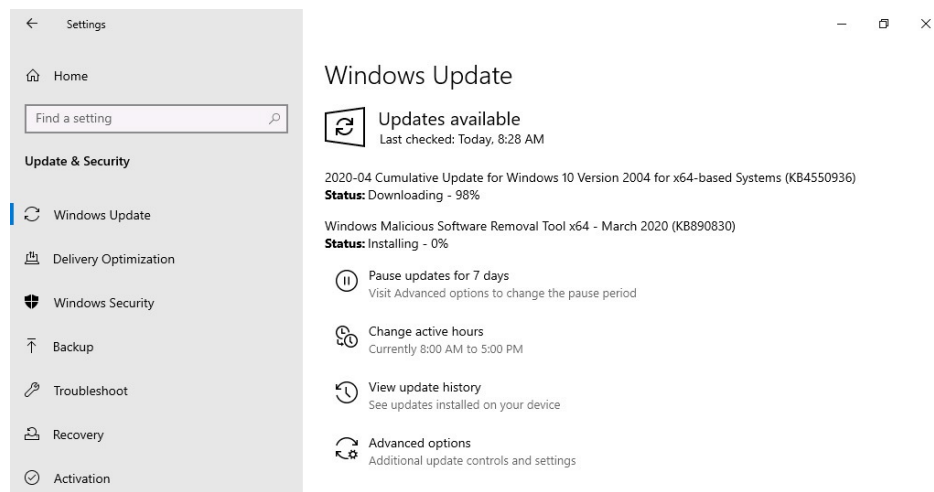 Settings
Home
Find a setting
Update & Security
Windows Update
Delivery Optimization
Windows Security
Backup
Troubleshoot
Recovery
Activation
Windows Update
Updates available
Last checked: Today, 8:28 AM
2020-04 Cumulative Update for Windows 10 Version 2004 for x64-based Systems (KB4550936)
Status: Downloading - 98%
Windows Malicious Software Removal Tool x64 - March 2020 (KB890830)
Status: Installing - 0%
Pause updates for 7 days
Visit Advanced options to change the pause period
Change active hours
Currently 8:00 AM to 5:00 PM
View update history
See updates installed on your device
Advanced options
Additional update controls and settings